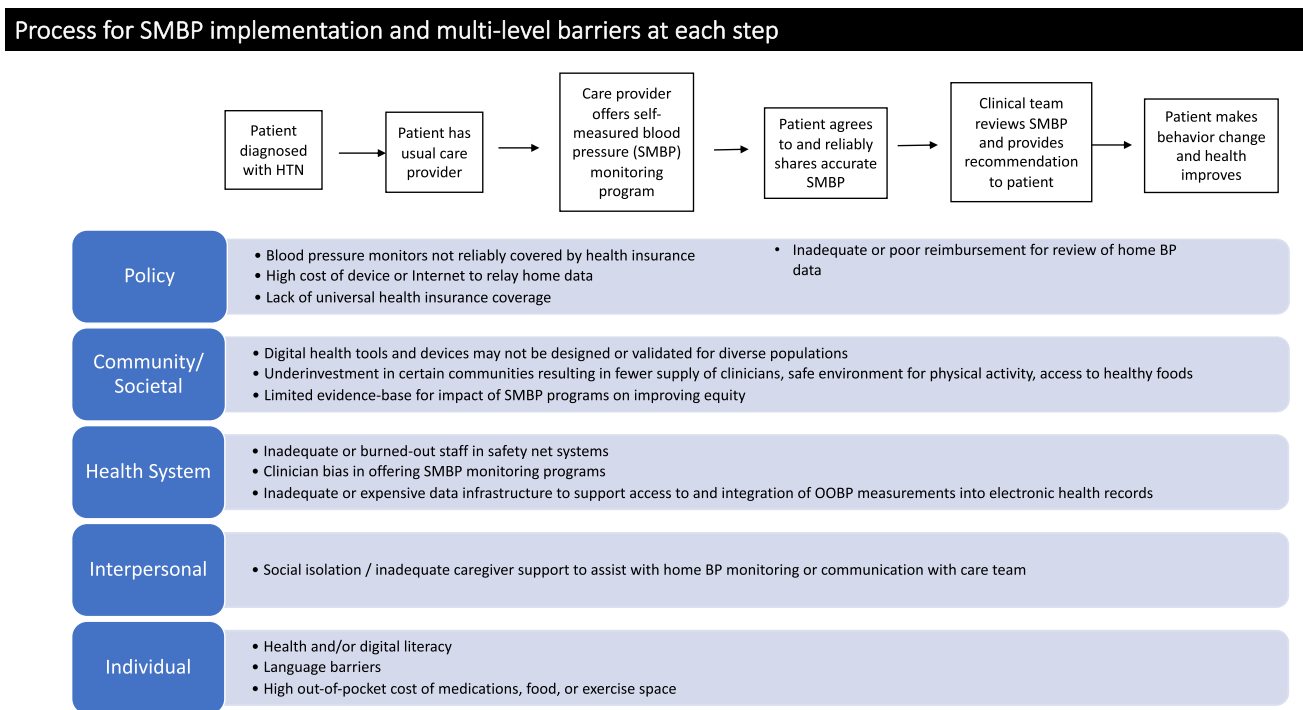 Process for SMBP implementation and multi-level barriers at each step
Patient
diagnosed
with HTN
Patient has
usual care
provider
Care provider
offers self-
measured blood
pressure (SMBP)
monitoring
program
Patient agrees
to and reliably
shares accurate
SMBP
Clinical team
reviews SMBP
and provides
recommendation
to patient
Patient makes
behavior change
and health
improves
Policy
• Blood pressure monitors not reliably covered by health insurance
• High cost of device or Internet to relay home data
• Lack of universal health insurance coverage
• Inadequate or poor reimbursement for review of home BP
data
Community/
Societal
• Digital health tools and devices may not be designed or validated for diverse populations
• Underinvestment in certain communities resulting in fewer supply of clinicians, safe environment for physical activity, access to healthy foods
• Limited evidence-base for impact of SMBP programs on improving equity
Health System
• Inadequate or burned-out staff in safety net systems
• Clinician bias in offering SMBP monitoring programs
• Inadequate or expensive data infrastructure to support access to and integration of OOBP measurements into electronic health records
Interpersonal
• Social isolation / inadequate caregiver support to assist with home BP monitoring or communication with care team
Individual
• Health and/or digital literacy
• Language barriers
• High out-of-pocket cost of medications, food, or exercise space